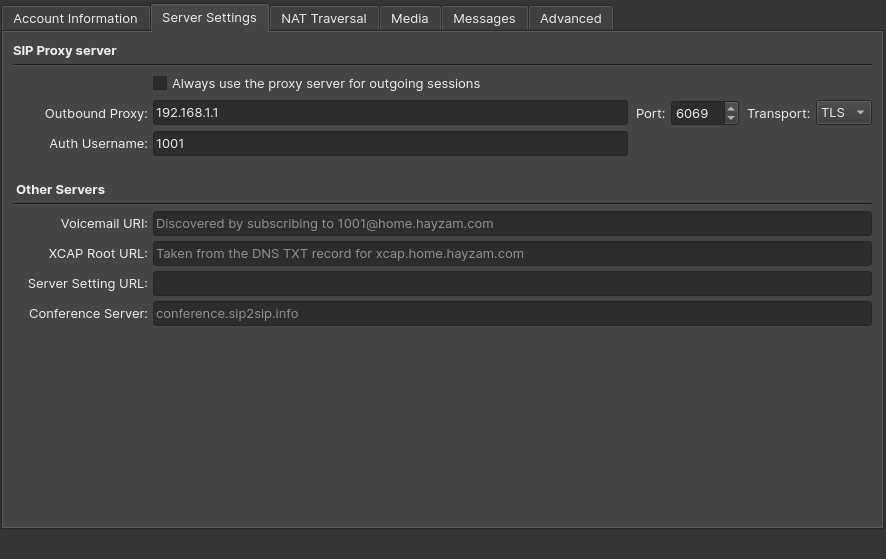 Account Information Server Settings NAT Traversal Media Messages Advanced
SIP Proxy server
Always use the proxy server for outgoing sessions
Outbound Proxy: 192.168.1.1 Port: 6069 Transport: TLS
Auth Username: 1001
Other Servers
Voicemail URI: Discovered by subscribing to 1001@home.hayzam.com
XCAP Root URL: Taken from the DNS TXT record for xcap.home.hayzam.com
Server Setting URL:
Conference Server: conference.sip2sip.info